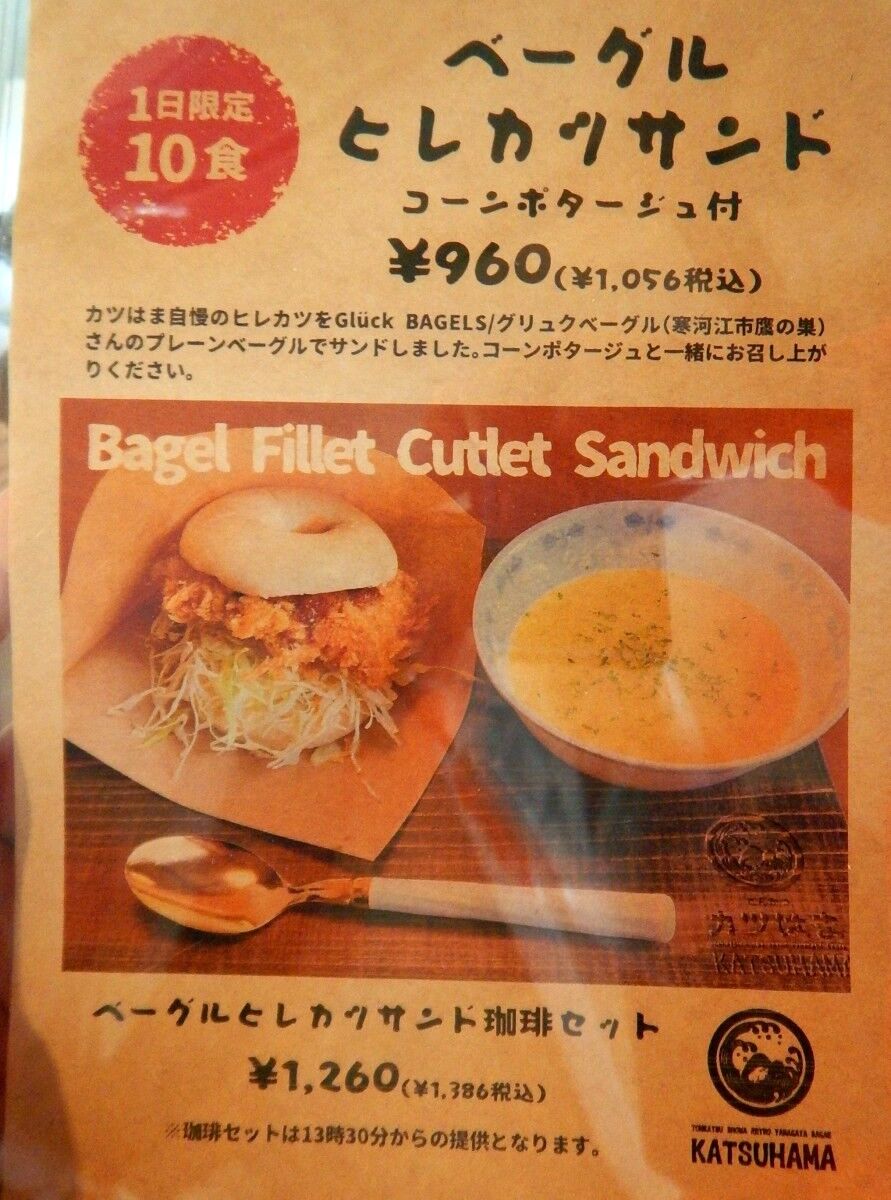 1日限定
10食
ベーグル
ヒレカツサンド
コーンポタージュ付
¥960(¥1,056税込)
カツはま自慢のヒレカツをGlück BAGELS/グリュクベーグル(寒河江市鷹の巣)
さんのプレーンベーグルでサンドしました。コーンポタージュと一緒にお召し上が
りください。
Bagel Fillet Cutlet Sandwich
カツはま
KATSUHAMA
ベーグルヒレカツサンド珈琲セット
¥1,260(¥1,386税込)
※珈琲セットは13時30分からの提供となります。
KATSUHAMA